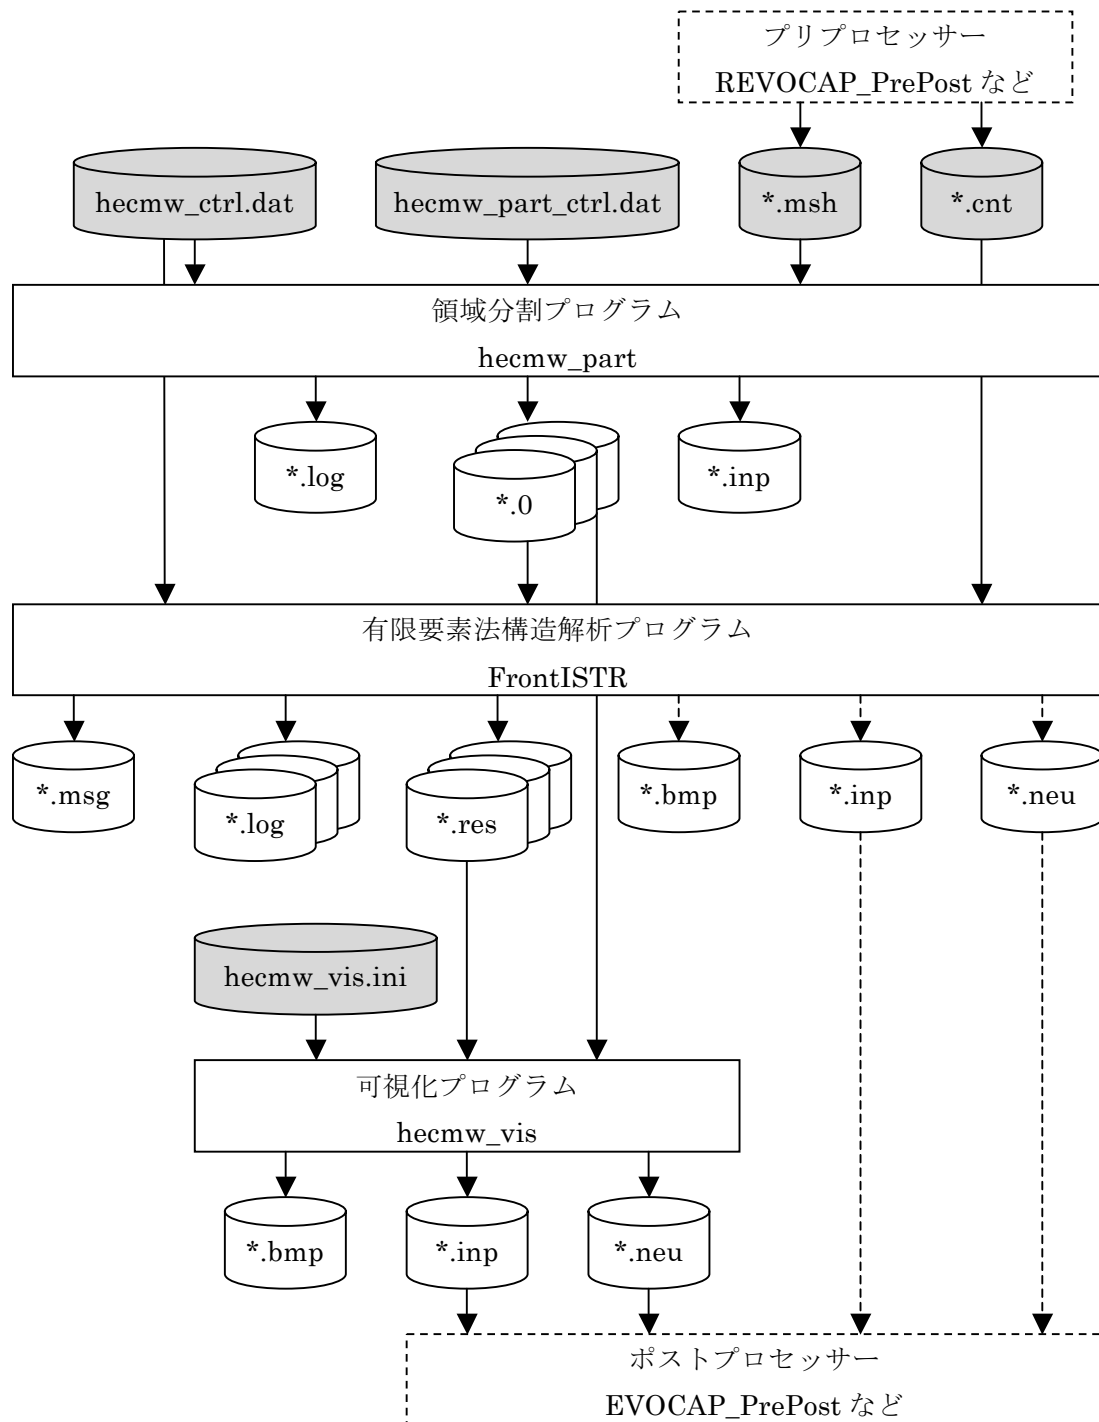 プリプロセッサー
REVOCAP_PrePost など
hecmw_ctrl.dat
hecmw_part_ctrl.dat
*.msh
*.cnt
領域分割プログラム
hecmw_part
*.log
*.0
*.inp
有限要素法構造解析プログラム
FrontISTR
*.msg
*.log
*.res
*.bmp
*.inp
*.neu
hecmw_vis.ini
可視化プログラム
hecmw_vis
*.bmp
*.inp
*.neu
ポストプロセッサー
EVOCAP_PrePost など